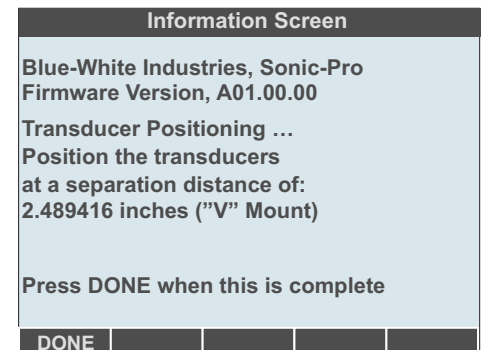 Information Screen
Blue-White Industries, Sonic-Pro
Firmware Version, A01.00.00
Transducer Positioning …
Position the transducers
at a separation distance of:
2.489416 inches (”V” Mount)
Press DONE when this is complete
DONE